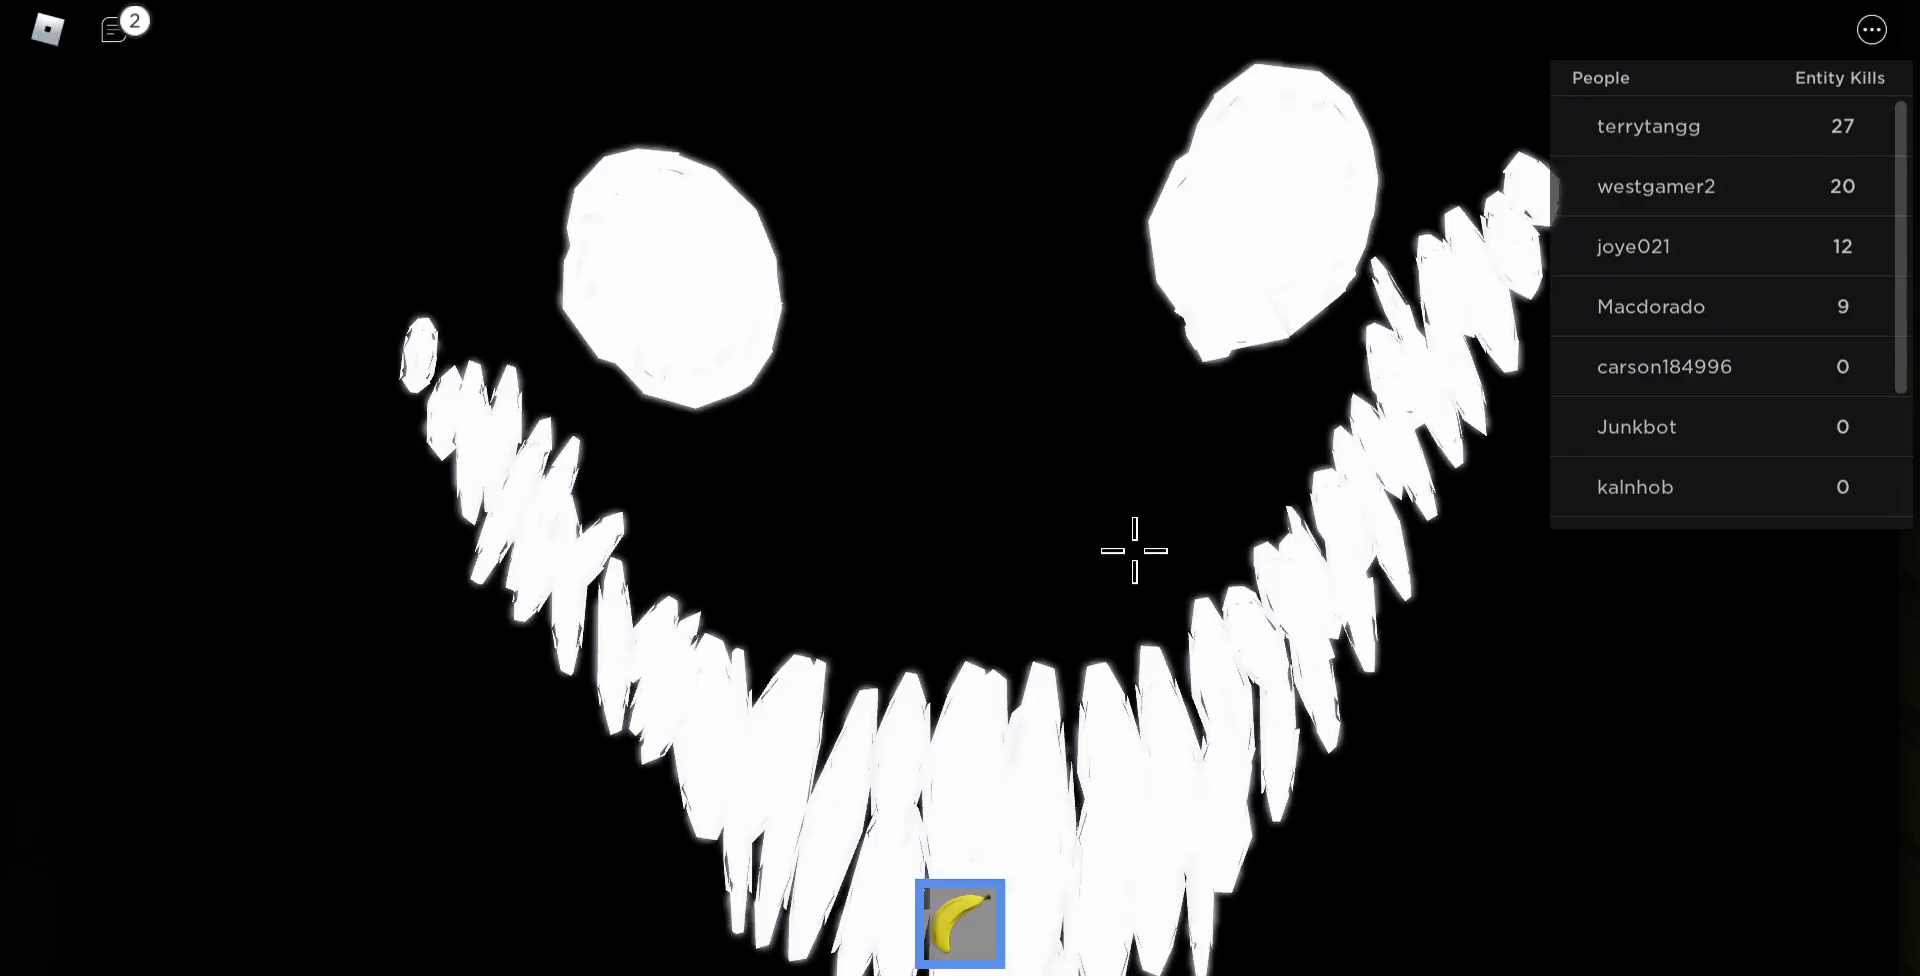 2
People Entity Kills
terrytangg 27
westgamer2 20
joye021 12
Macdorado 9
carson184996 0
Junkbot 0
kalnhob 0